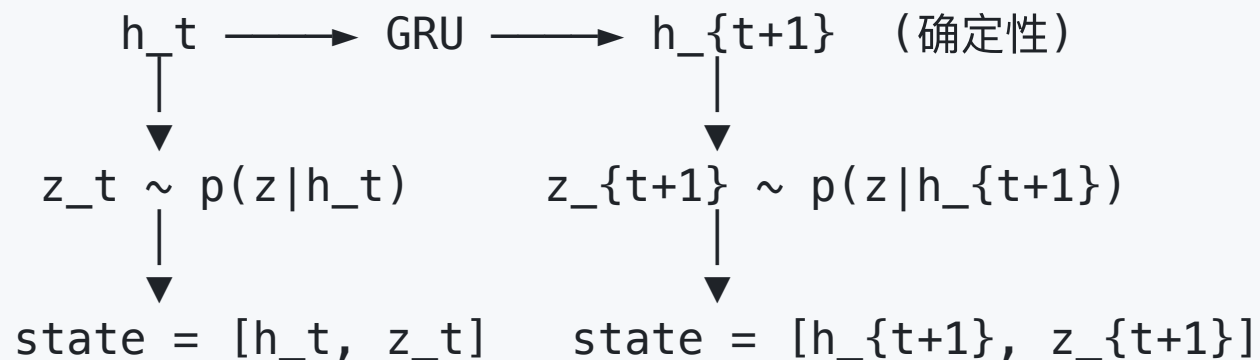 h_t ───► GRU ───► h_{t+1} (确定性)
z_t ~ p(z|h_t) z_{t+1} ~ p(z|h_{t+1})
state = [h_t, z_t] state = [h_{t+1}, z_{t+1}]